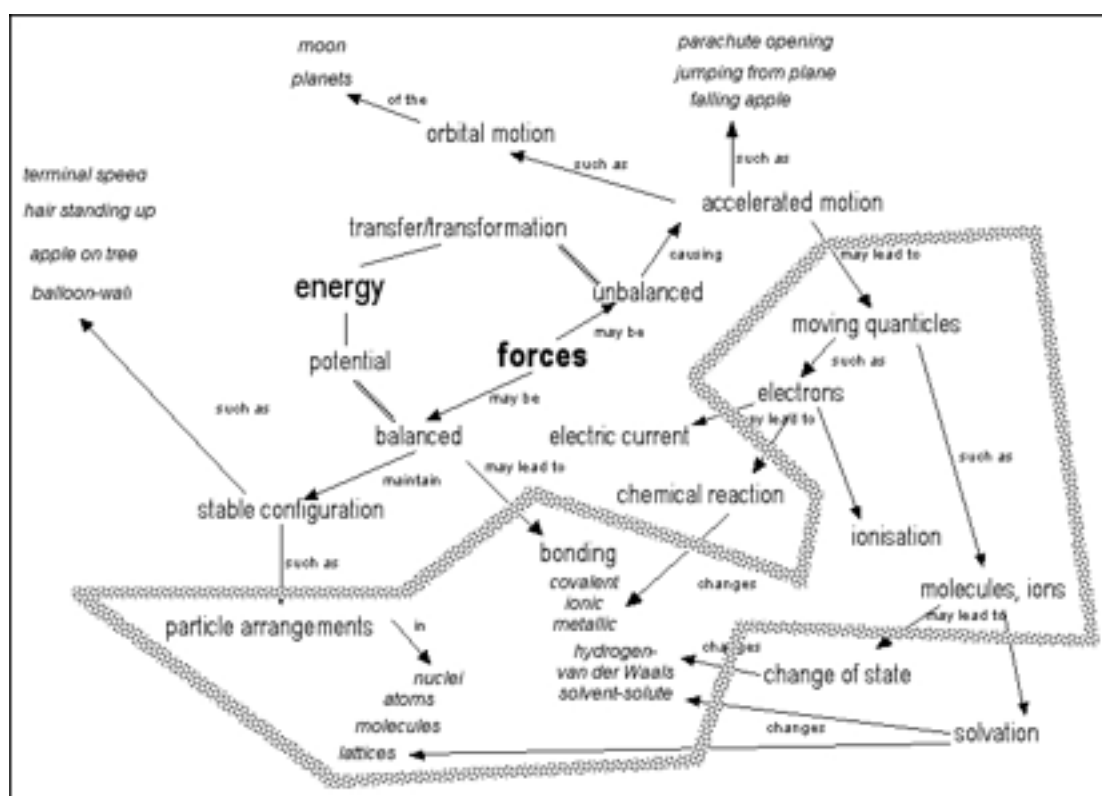 moon
planets
of the
orbital motion
parachute opening
jumping from plane
falling apple
such as
such as
accelerated motion
terminal speed
hair standing up
apple on tree
balloon-wall
transfer/transformation
causing
may lead to
energy
unbalanced
may be
moving quanticles
such as
potential
forces
may be
electrons
such as
balanced
electric current
lead to
such as
maintain
may lead to
chemical reaction
stable configuration
ionisation
such as
bonding
covalent
ionic
metallic
changes
molecules, ions
may lead to
particle arrangements
in
nuclei
atoms
molecules
lattices
hydrogen-
van der Waals
solvent-solute
changes
change of state
changes
solvation